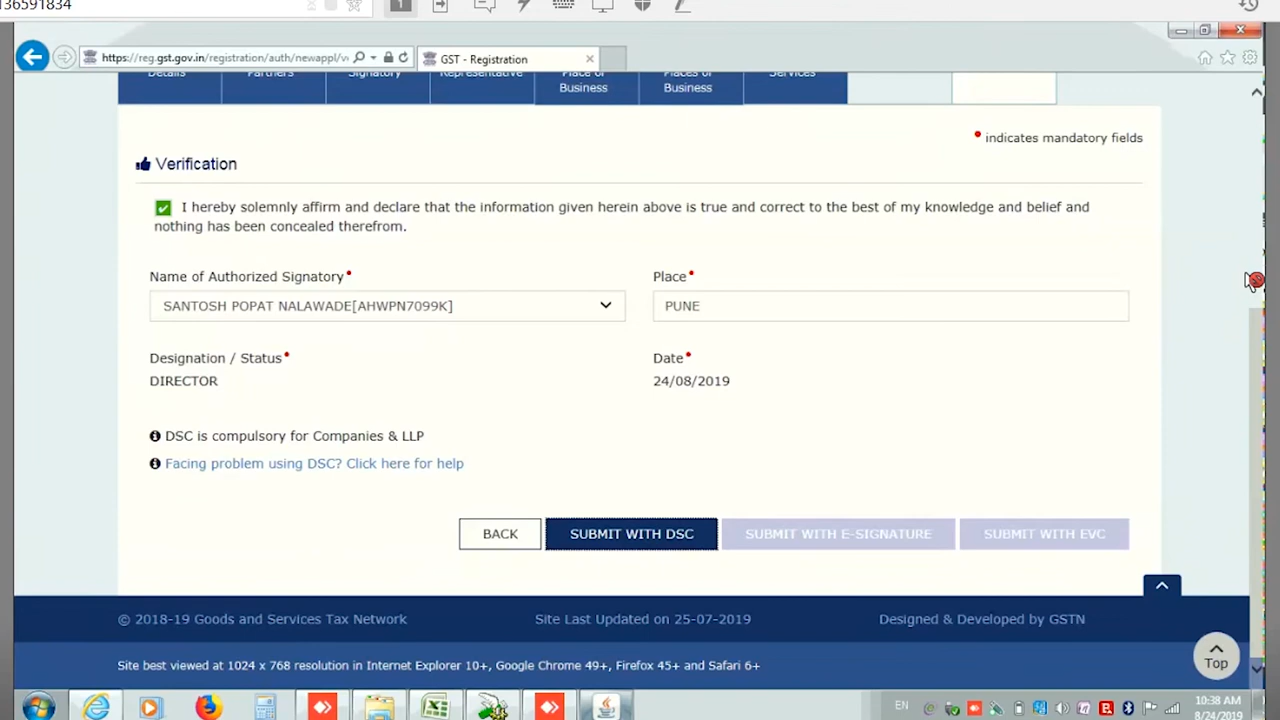 136591834
https://reg.gst.gov.in/registration/auth/newappl/v
GST - Registration
Details
Partners
Signatory
Representative
Place of
Business
Places of
Business
Services
• indicates mandatory fields
Verification
I hereby solemnly affirm and declare that the information given herein above is true and correct to the best of my knowledge and belief and
nothing has been concealed therefrom.
Name of Authorized Signatory•
Place•
SANTOSH POPAT NALAWADE[AHWPN7099K]
PUNE
Designation / Status•
Date•
DIRECTOR
24/08/2019
DSC is compulsory for Companies & LLP
Facing problem using DSC? Click here for help
BACK
SUBMIT WITH DSC
SUBMIT WITH E-SIGNATURE
SUBMIT WITH EVC
© 2018-19 Goods and Services Tax Network
Site Last Updated on 25-07-2019
Designed & Developed by GSTN
Site best viewed at 1024 x 768 resolution in Internet Explorer 10+, Google Chrome 49+, Firefox 45+ and Safari 6+
Top
EN
10:38 AM
8/24/2019